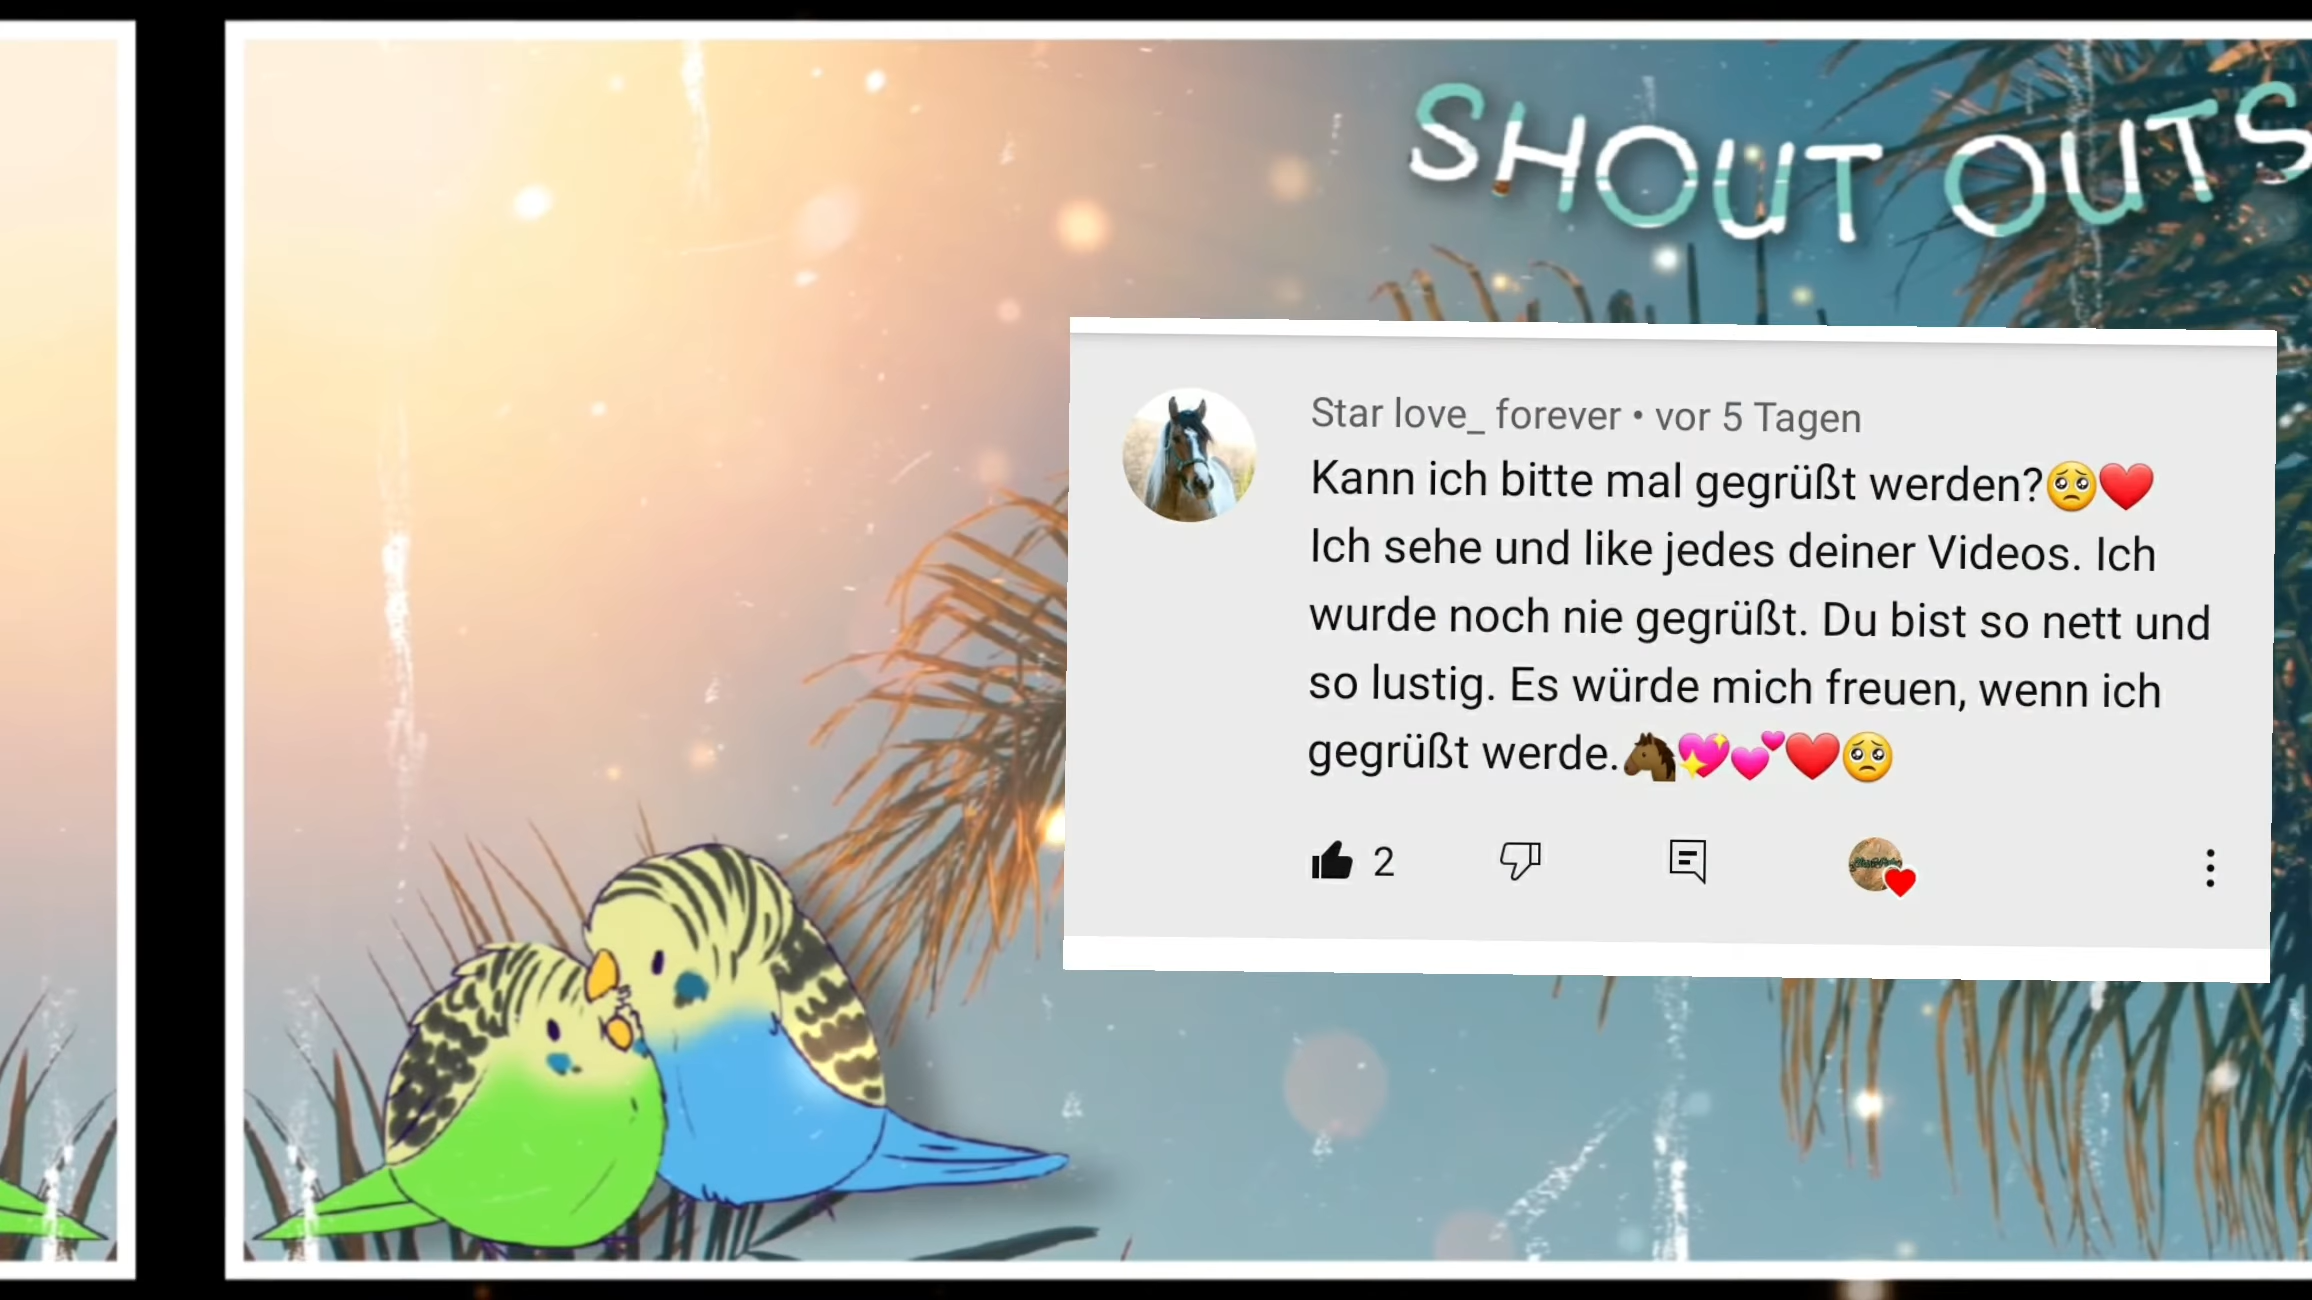 SHOUT OUTS
Star love_ forever • vor 5 Tagen
Kann ich bitte mal gegrüßt werden?🥺❤️
Ich sehe und like jedes deiner Videos. Ich
wurde noch nie gegrüßt. Du bist so nett und
so lustig. Es würde mich freuen, wenn ich
gegrüßt werde.🐴💖💕❤️🥺
2